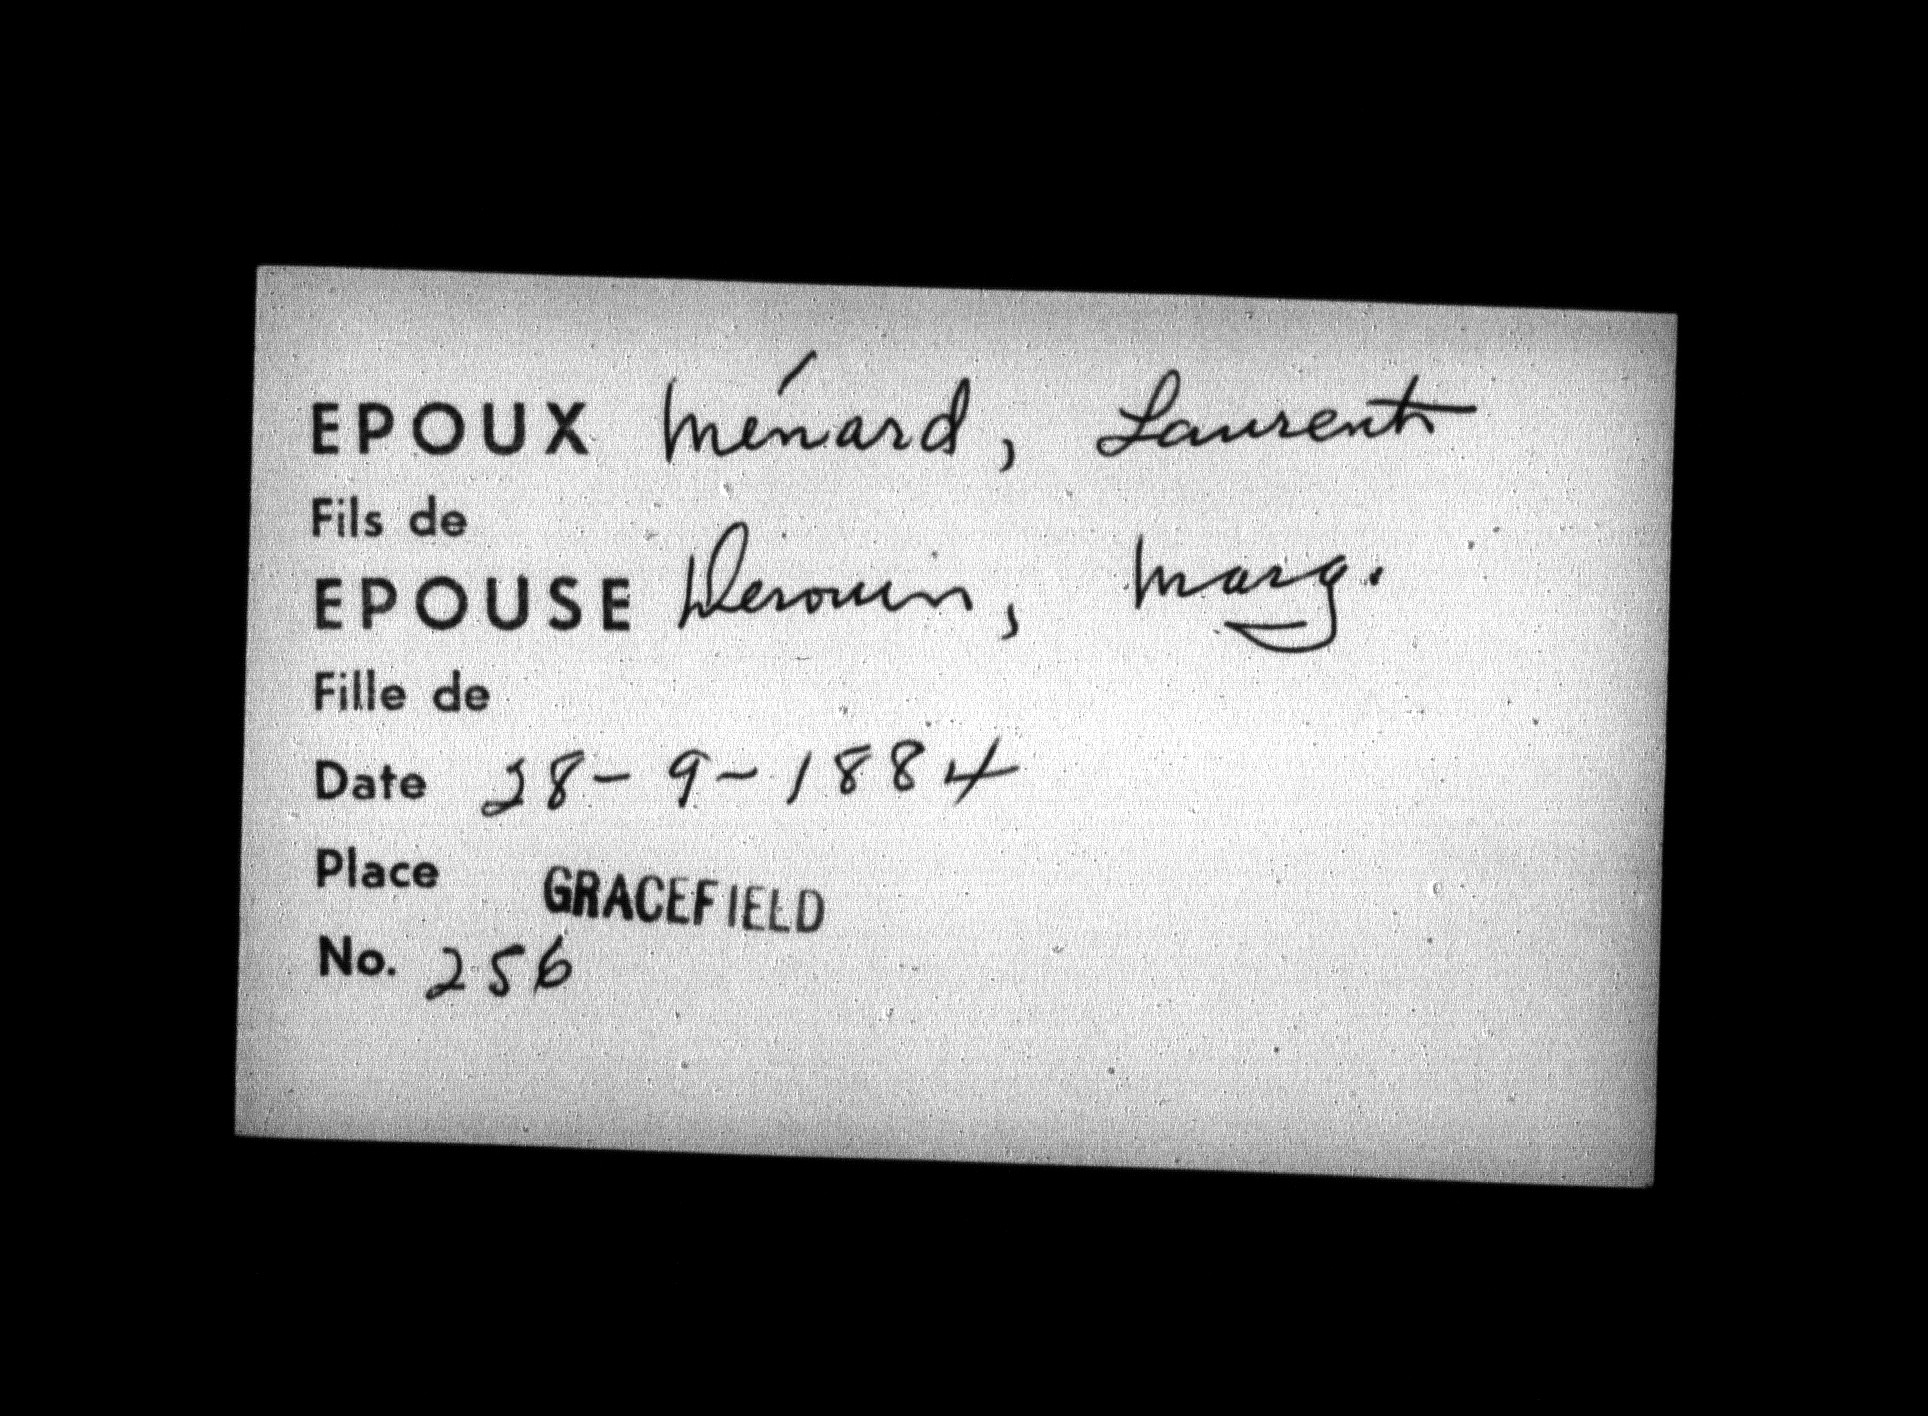 EPOUX Ménard, Laurent
Fils de
EPOUSE Derouin, Marg.
Fille de
Date 28-9-1884
Place GRACEFIELD
No. 256